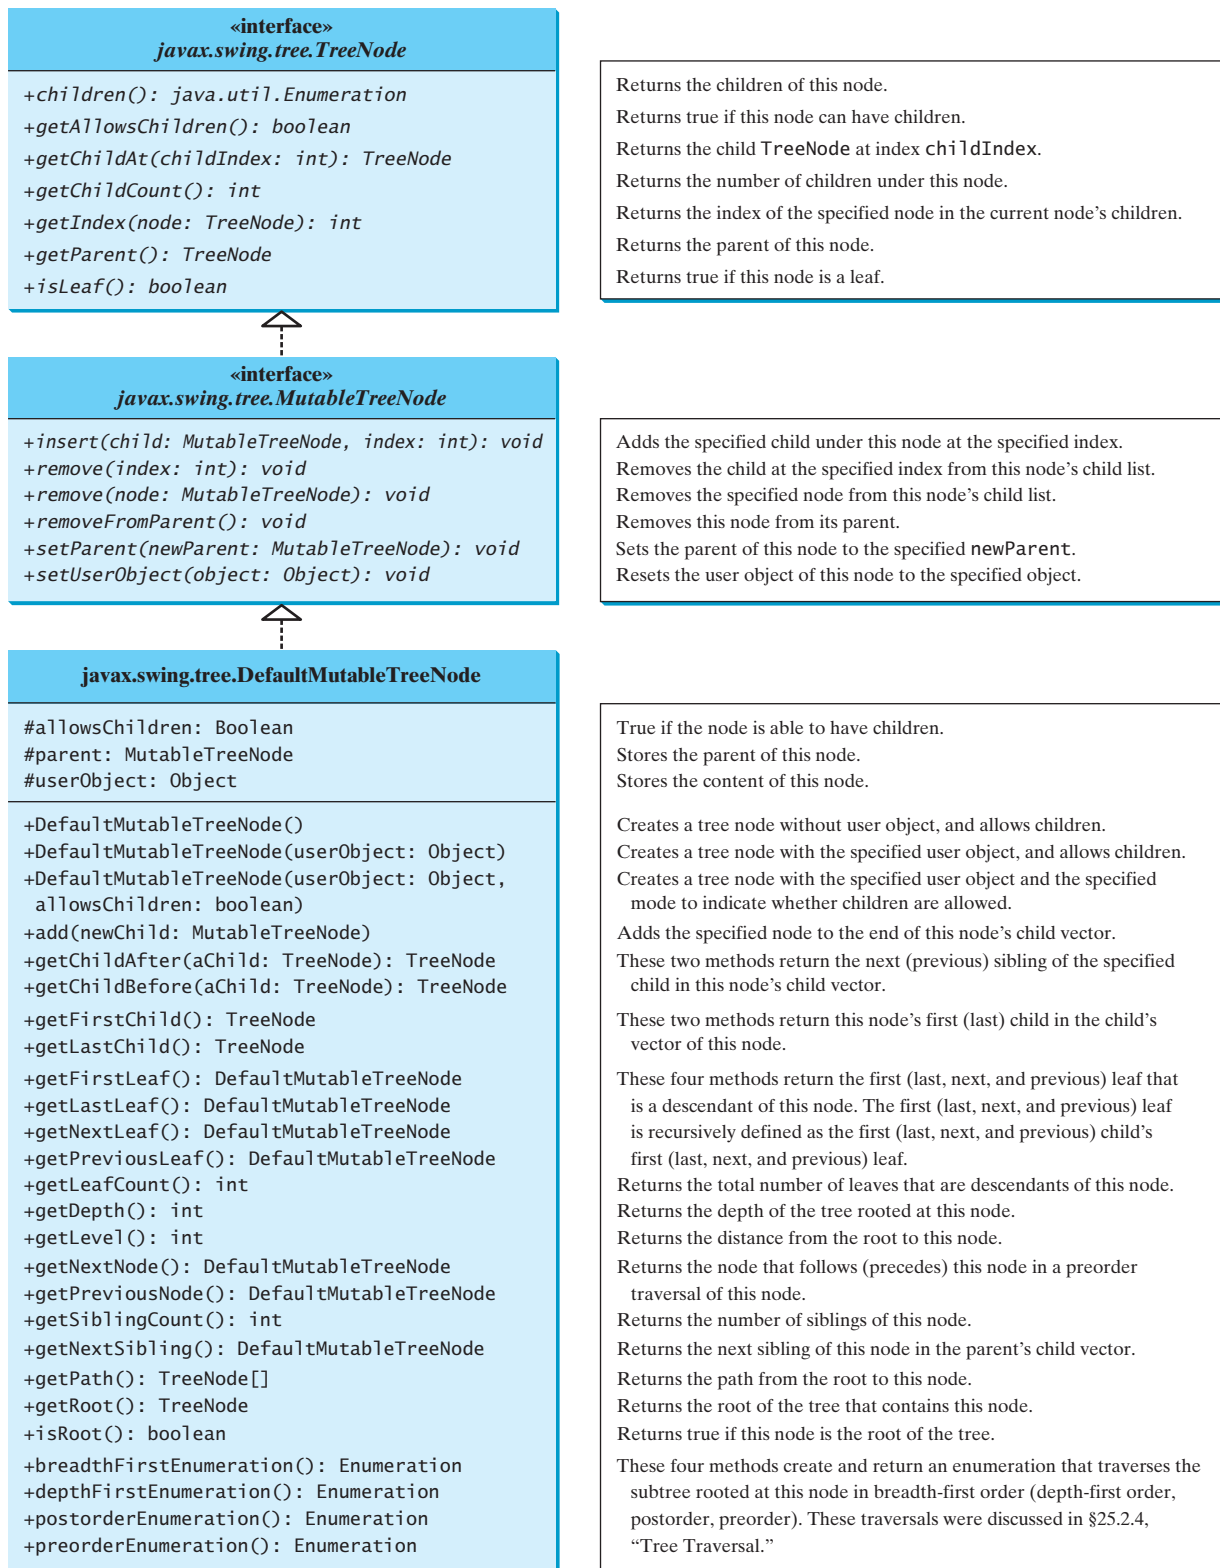 «interface»
javax.swing.tree.TreeNode
+children(): java.util.Enumeration
+getAllowsChildren(): boolean
+getChildAt(childIndex: int): TreeNode
+getChildCount(): int
+getIndex(node: TreeNode): int
+getParent(): TreeNode
+isLeaf(): boolean
Returns the children of this node.
Returns true if this node can have children.
Returns the child TreeNode at index childIndex.
Returns the number of children under this node.
Returns the index of the specified node in the current node's children.
Returns the parent of this node.
Returns true if this node is a leaf.
«interface»
javax.swing.tree.MutableTreeNode
+insert(child: MutableTreeNode, index: int): void
+remove(index: int): void
+remove(node: MutableTreeNode): void
+removeFromParent(): void
+setParent(newParent: MutableTreeNode): void
+setUserObject(object: Object): void
Adds the specified child under this node at the specified index.
Removes the child at the specified index from this node's child list.
Removes the specified node from this node's child list.
Removes this node from its parent.
Sets the parent of this node to the specified newParent.
Resets the user object of this node to the specified object.
javax.swing.tree.DefaultMutableTreeNode
#allowsChildren: Boolean
#parent: MutableTreeNode
#userObject: Object
+DefaultMutableTreeNode()
+DefaultMutableTreeNode(userObject: Object)
+DefaultMutableTreeNode(userObject: Object,
allowsChildren: boolean)
+add(newChild: MutableTreeNode)
+getChildAfter(aChild: TreeNode): TreeNode
+getChildBefore(aChild: TreeNode): TreeNode
+getFirstChild(): TreeNode
+getLastChild(): TreeNode
+getFirstLeaf(): DefaultMutableTreeNode
+getLastLeaf(): DefaultMutableTreeNode
+getNextLeaf(): DefaultMutableTreeNode
+getPreviousLeaf(): DefaultMutableTreeNode
+getLeafCount(): int
+getDepth(): int
+getLevel(): int
+getNextNode(): DefaultMutableTreeNode
+getPreviousNode(): DefaultMutableTreeNode
+getSiblingCount(): int
+getNextSibling(): DefaultMutableTreeNode
+getPath(): TreeNode[]
+getRoot(): TreeNode
+isRoot(): boolean
+breadthFirstEnumeration(): Enumeration
+depthFirstEnumeration(): Enumeration
+postorderEnumeration(): Enumeration
+preorderEnumeration(): Enumeration
True if the node is able to have children.
Stores the parent of this node.
Stores the content of this node.
Creates a tree node without user object, and allows children.
Creates a tree node with the specified user object, and allows children.
Creates a tree node with the specified user object and the specified
mode to indicate whether children are allowed.
Adds the specified node to the end of this node's child vector.
These two methods return the next (previous) sibling of the specified
child in this node's child vector.
These two methods return this node's first (last) child in the child's
vector of this node.
These four methods return the first (last, next, and previous) leaf that
is a descendant of this node. The first (last, next, and previous) leaf
is recursively defined as the first (last, next, and previous) child's
first (last, next, and previous) leaf.
Returns the total number of leaves that are descendants of this node.
Returns the depth of the tree rooted at this node.
Returns the distance from the root to this node.
Returns the node that follows (precedes) this node in a preorder
traversal of this node.
Returns the number of siblings of this node.
Returns the next sibling of this node in the parent's child vector.
Returns the path from the root to this node.
Returns the root of the tree that contains this node.
Returns true if this node is the root of the tree.
These four methods create and return an enumeration that traverses the
subtree rooted at this node in breadth-first order (depth-first order,
postorder, preorder). These traversals were discussed in §25.2.4,
“Tree Traversal.”